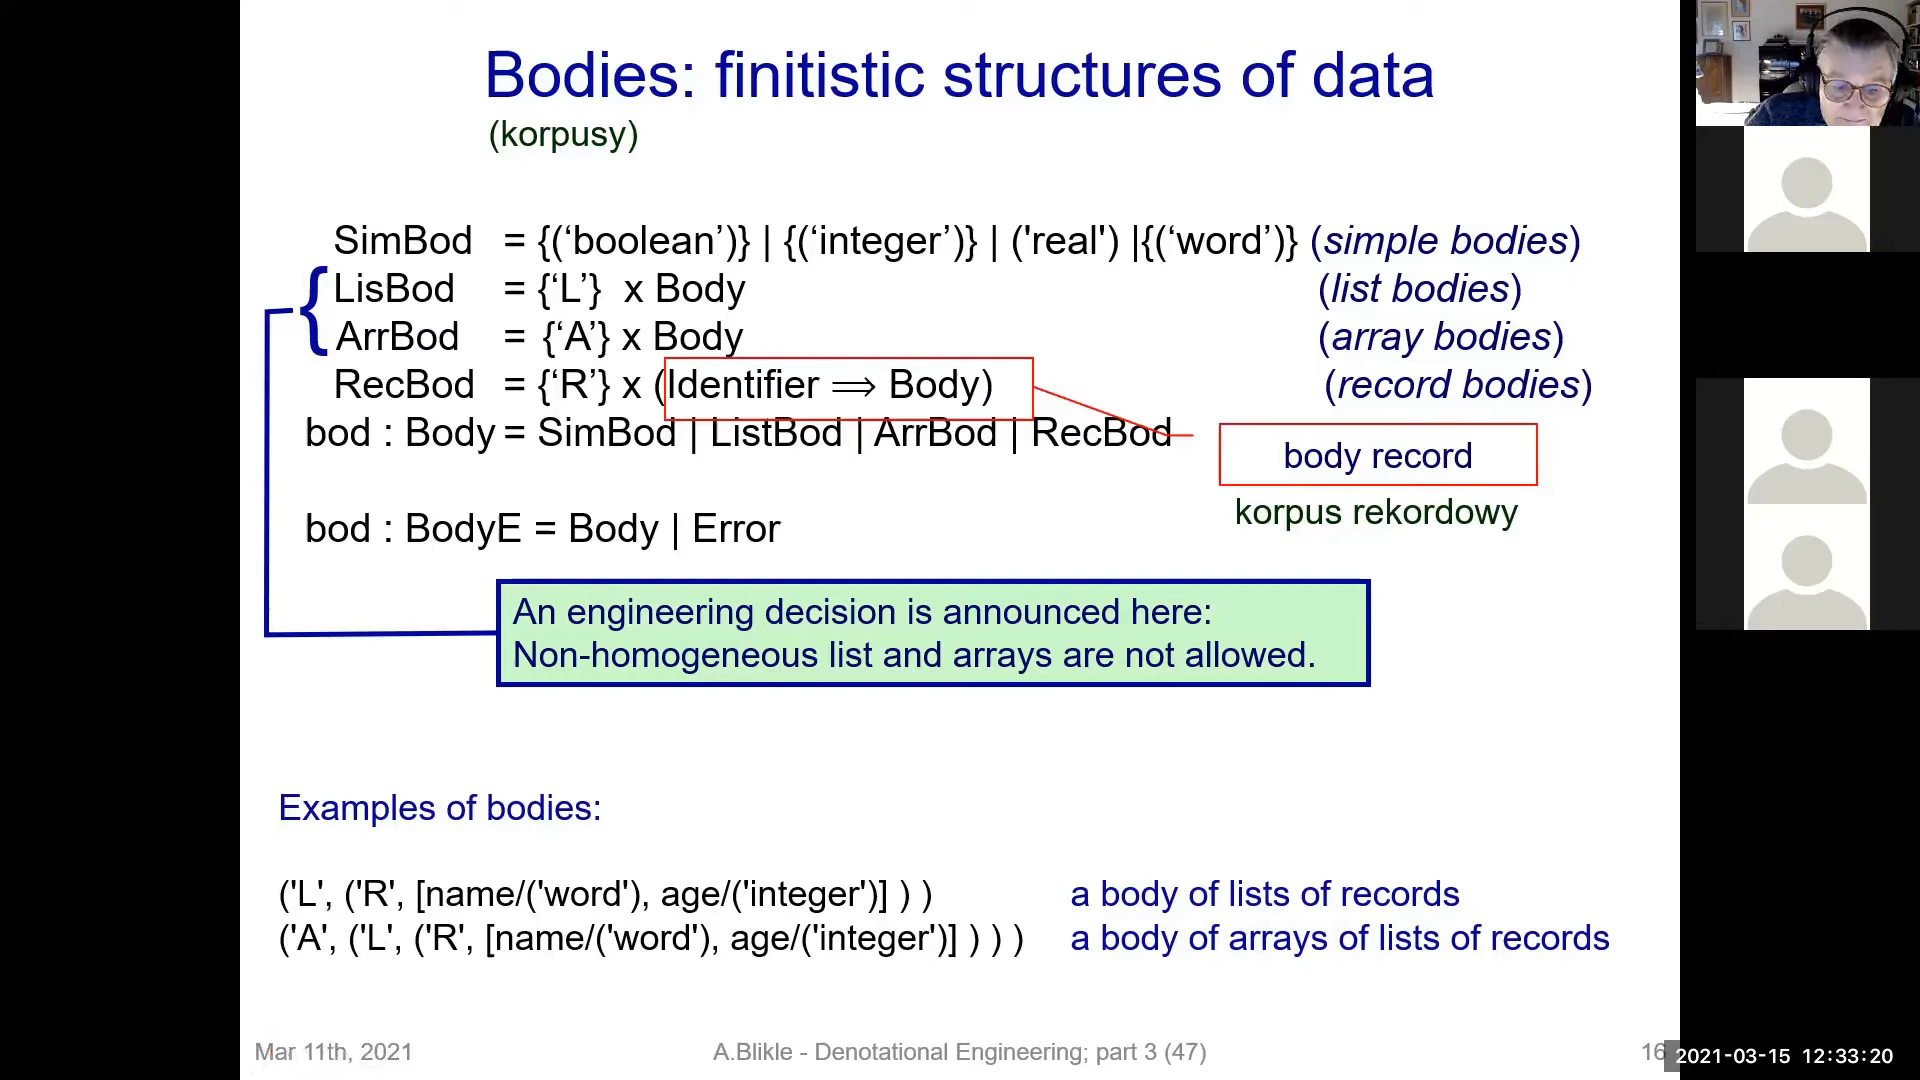 Bodies: finitistic structures of data
(korpusy)
SimBod = {(‘boolean’)} | {(‘integer’)} | ('real') |{(‘word’)} (simple bodies)
{ LisBod = {‘L’} x Body (list bodies)
ArrBod = {‘A’} x Body (array bodies)
RecBod = {‘R’} x (Identifier ⟹ Body) (record bodies)
bod : Body = SimBod | ListBod | ArrBod | RecBod
body record
korpus rekordowy
bod : BodyE = Body | Error
An engineering decision is announced here:
Non-homogeneous list and arrays are not allowed.
Examples of bodies:
('L', ('R', [name/('word'), age/('integer')] ) ) a body of lists of records
('A', ('L', ('R', [name/('word'), age/('integer')] ) ) ) a body of arrays of lists of records
Mar 11th, 2021 A.Blikle - Denotational Engineering; part 3 (47) 16
2021-03-15 12:33:20